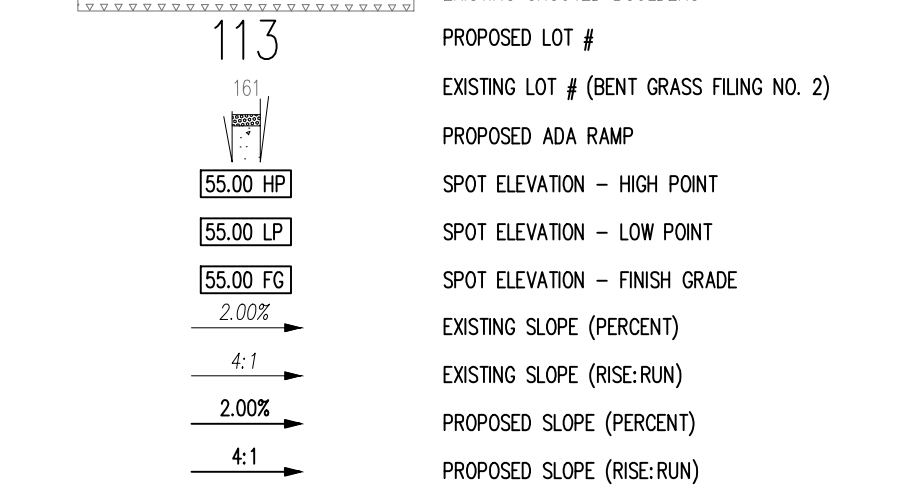 113 PROPOSED LOT #
161 EXISTING LOT # (BENT GRASS FILING NO. 2)
PROPOSED ADA RAMP
55.00 HP SPOT ELEVATION – HIGH POINT
55.00 LP SPOT ELEVATION – LOW POINT
55.00 FG SPOT ELEVATION – FINISH GRADE
2.00% EXISTING SLOPE (PERCENT)
4:1 EXISTING SLOPE (RISE:RUN)
2.00% PROPOSED SLOPE (PERCENT)
4:1 PROPOSED SLOPE (RISE:RUN)